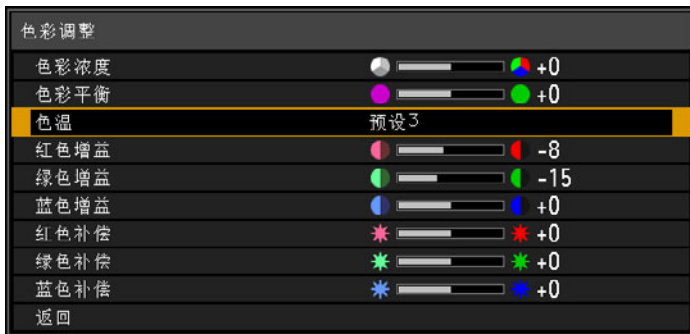 色彩调整
色彩浓度 +0
色彩平衡 +0
色温 预设3
红色增益 -8
绿色增益 -15
蓝色增益 +0
红色补偿 +0
绿色补偿 +0
蓝色补偿 +0
返回